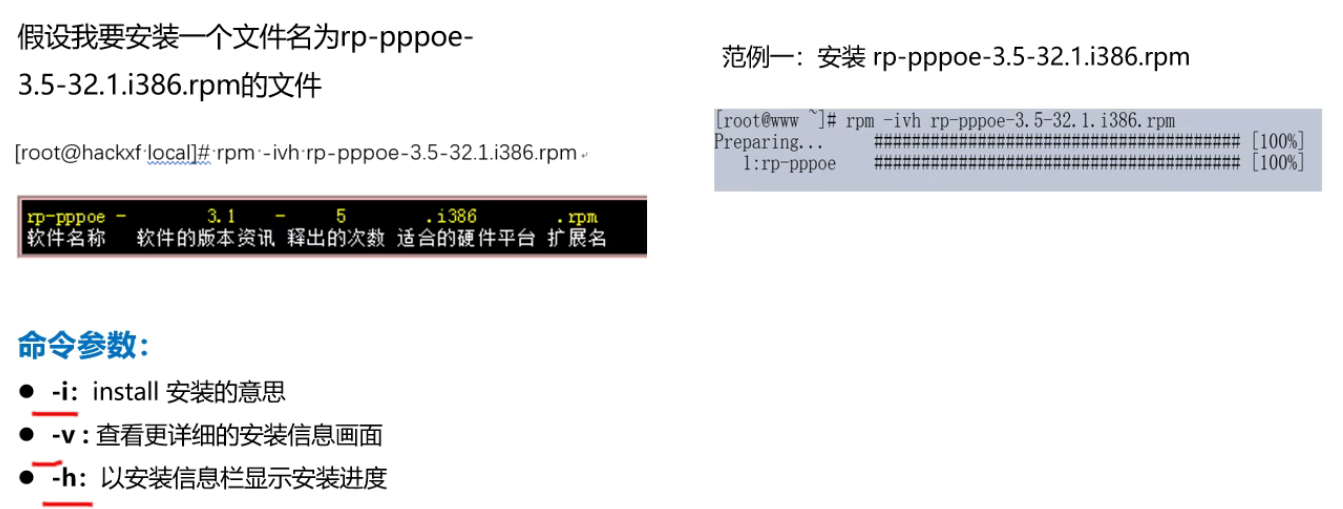 假设我要安装一个文件名为rp-pppoe-
3.5-32.1.i386.rpm的文件
[root@hackxf local]# rpm -ivh rp-pppoe-3.5-32.1.i386.rpm
rp-pppoe - 3.1 - 5 .i386 .rpm
软件名称 软件的版本资讯 释出的次数 适合的硬件平台 扩展名
命令参数：
● -i：install 安装的意思
● -v : 查看更详细的安装信息画面
● -h：以安装信息栏显示安装进度
范例一：安装 rp-pppoe-3.5-32.1.i386.rpm
[root@www ~]# rpm -ivh rp-pppoe-3.5-32.1.i386.rpm
Preparing... ####################################### [100%]
1:rp-pppoe ####################################### [100%]